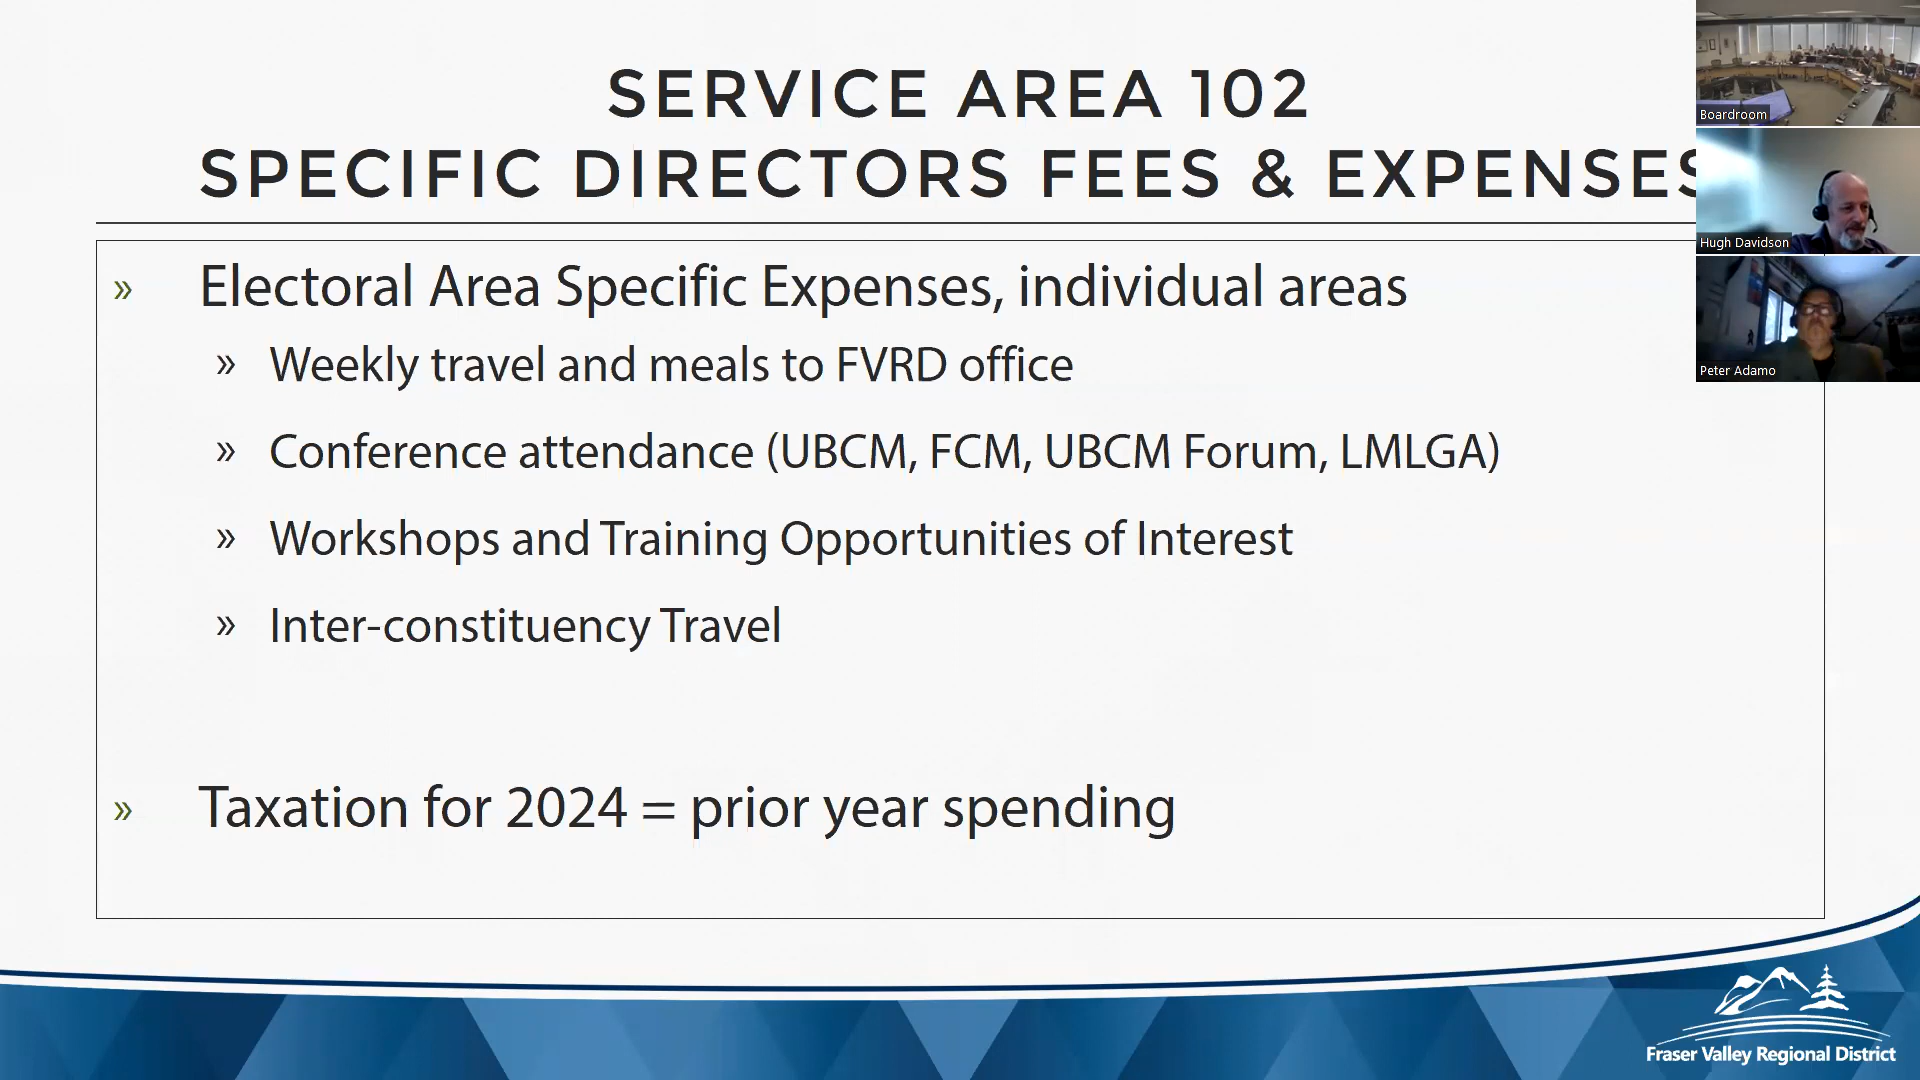 SERVICE AREA 102
SPECIFIC DIRECTORS FEES & EXPENSES
» Electoral Area Specific Expenses, individual areas
» Weekly travel and meals to FVRD office
» Conference attendance (UBCM, FCM, UBCM Forum, LMLGA)
» Workshops and Training Opportunities of Interest
» Inter-constituency Travel
» Taxation for 2024 = prior year spending
Boardroom
Hugh Davidson
Peter Adamo
Fraser Valley Regional District